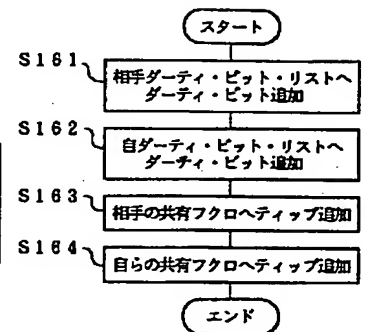 スタート
S161
相手ダーティ・ビット・リストへ
ダーティ・ビット追加
S162
自ダーティ・ビット・リストへ
ダーティ・ビット追加
S163
相手の共有フクロへティップ追加
S164
自らの共有フクロへティップ追加
エンド